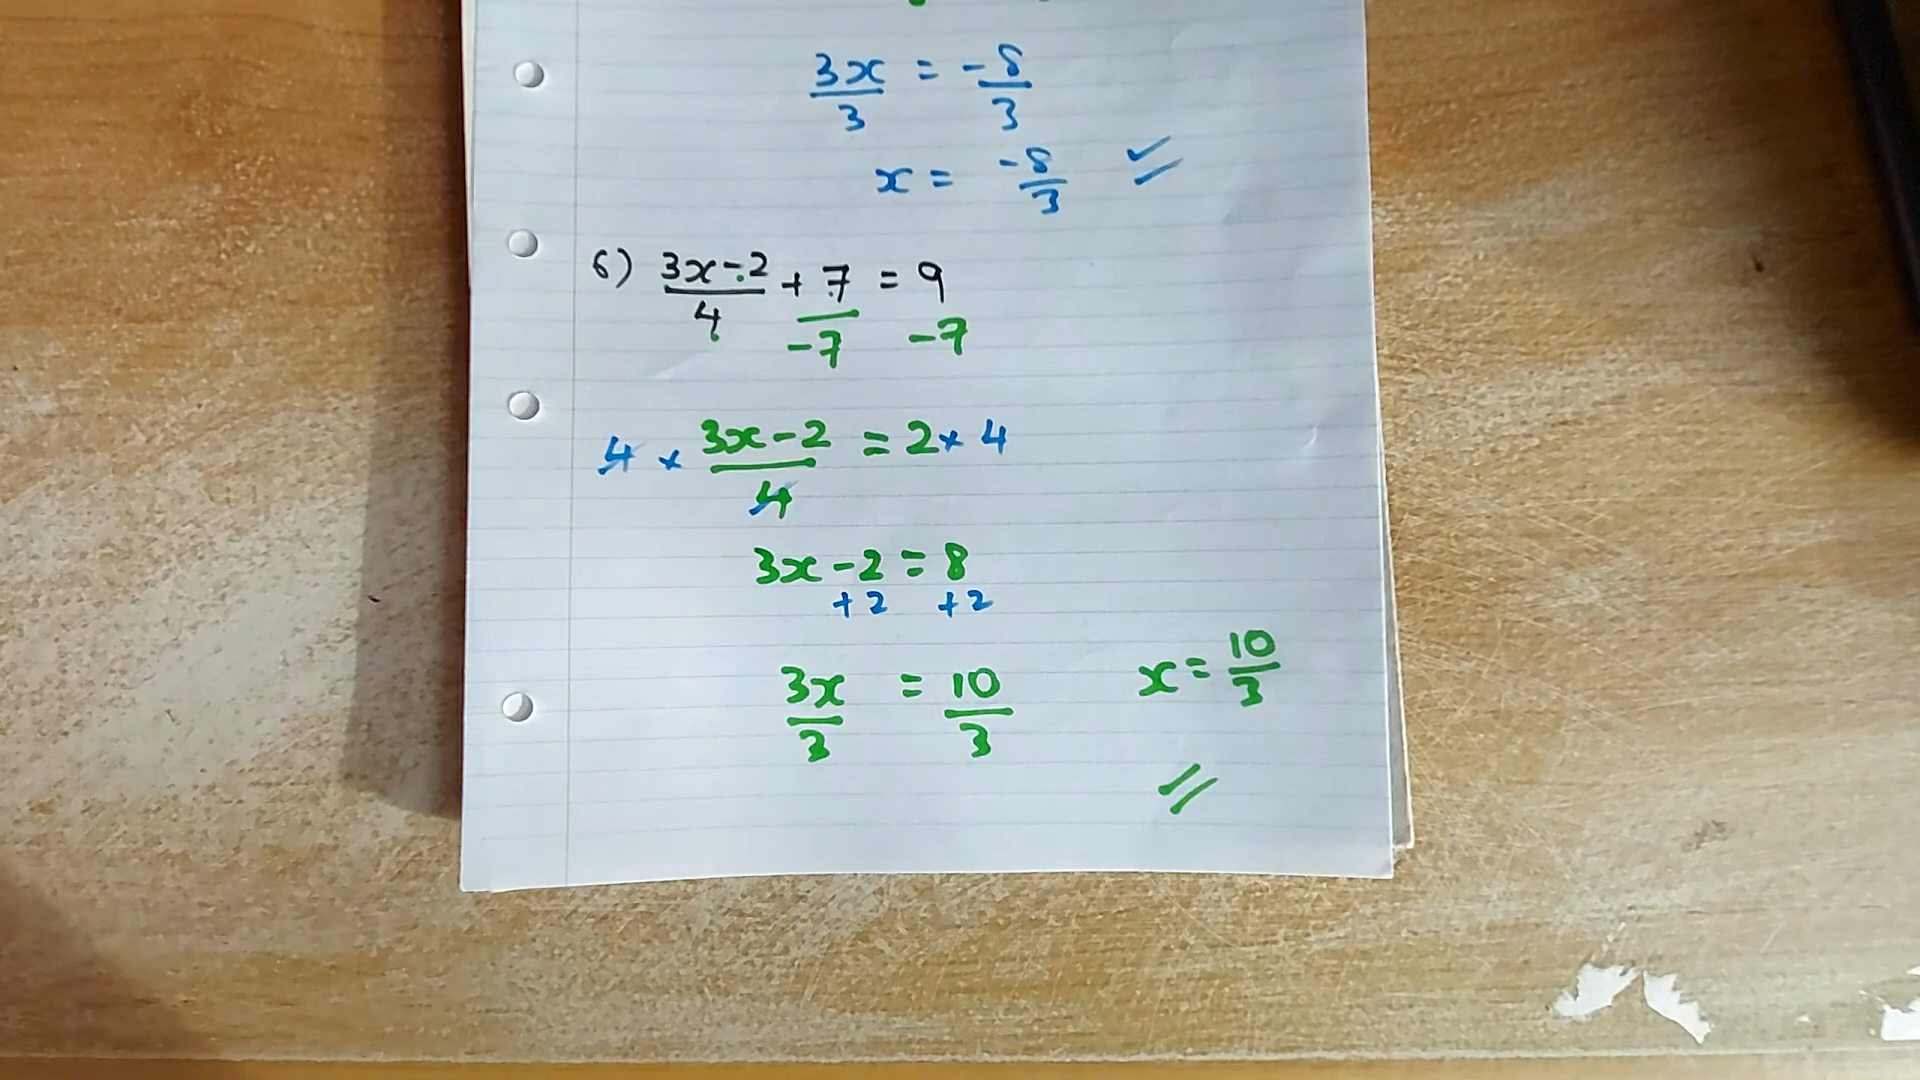 3x/3 = -8/3
x = -8/3 ✓
6) 3x-2/4 + 7 = 9
-7 -7
4 × 3x-2/4 = 2 × 4
3x - 2 = 8
+2 +2
3x/3 = 10/3 x = 10/3